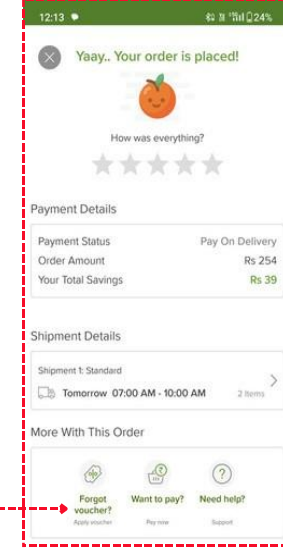 12:13 24%
Yaay.. Your order is placed!
How was everything?
Payment Details
Payment Status Pay On Delivery
Order Amount Rs 254
Your Total Savings Rs 39
Shipment Details
Shipment 1: Standard
Tomorrow 07:00 AM - 10:00 AM 2 Items
More With This Order
Forgot voucher? Want to pay? Need help?
Apply voucher Pay now Support